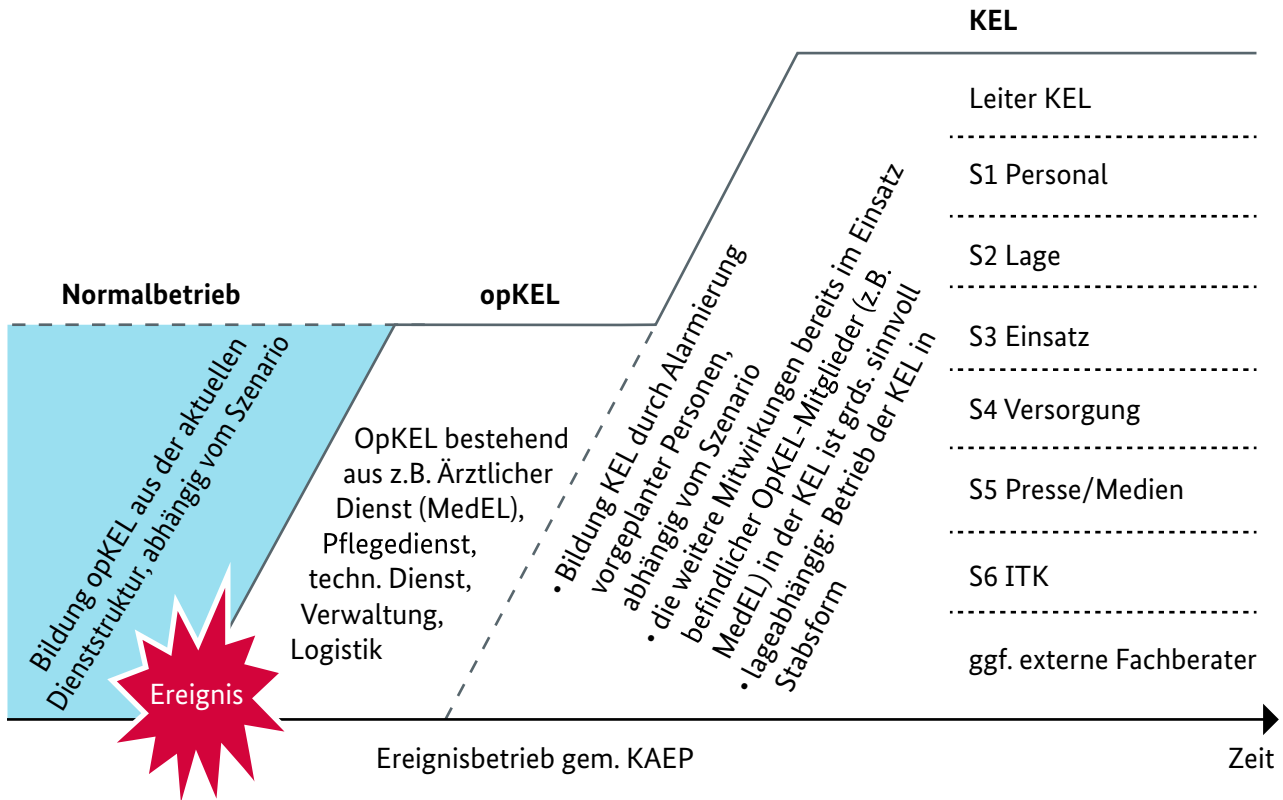 KEL
Leiter KEL
S1 Personal
S2 Lage
S3 Einsatz
S4 Versorgung
S5 Presse/Medien
S6 ITK
ggf. externe Fachberater
Normalbetrieb
opKEL
Bildung opKEL aus der aktuellen
Dienststruktur, abhängig vom Szenario
Ereignis
OpKEL bestehend
aus z.B. Ärztlicher
Dienst (MedEL),
Pflegedienst,
techn. Dienst,
Verwaltung,
Logistik
• Bildung KEL durch Alarmierung
vorgeplanter Personen,
abhängig vom Szenario
• die weitere Mitwirkungen bereits im Einsatz
befindlicher OpKEL-Mitglieder (z.B.
MedEL) in der KEL ist grds. sinnvoll
• lageabhängig: Betrieb der KEL in
Stabsform
Ereignisbetrieb gem. KAEP
Zeit